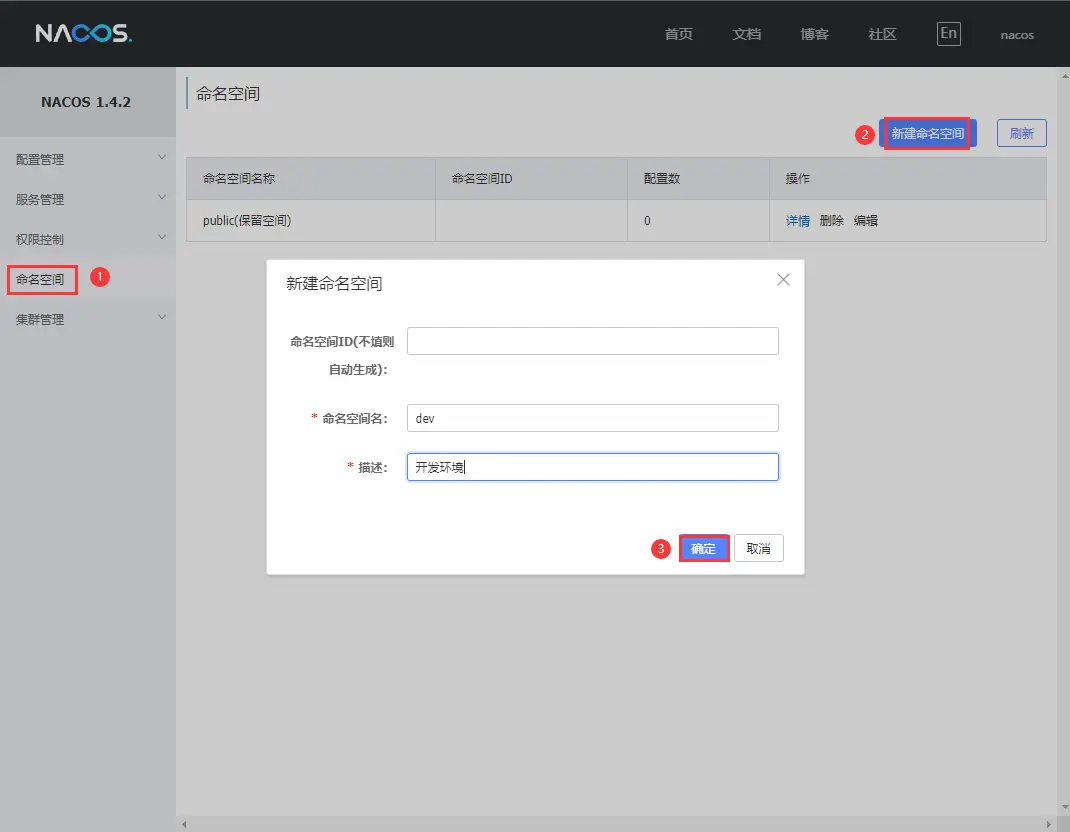 NACOS.
首页 文档 博客 社区 En nacos
NACOS 1.4.2
配置管理
服务管理
权限控制
命名空间 1
集群管理
命名空间
2 新建命名空间 刷新
命名空间名称 命名空间ID 配置数 操作
public(保留空间) 0 详情 删除 编辑
新建命名空间
命名空间ID(不填则
自动生成):
* 命名空间名: dev
* 描述: 开发环境
3 确定 取消